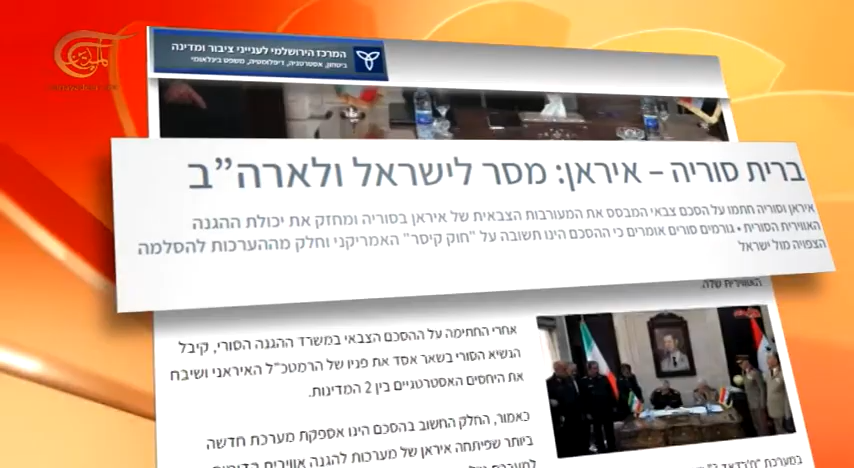 المיادين
המרכז הירושלמי לענייני ציבור ומדינה
ביטחון, אסטרטגיה, דיפלומטיה, משפט בינלאומי
ברית סוריה – איראן: מסר לישראל ולארה"ב
איראן וסוריה חתמו על הסכם צבאי המבסס את המעורבות הצבאית של איראן בסוריה ומחזק את יכולת ההגנה
האווירית הסורית • גורמים סורים אומרים כי ההסכם הינו תשובה על "חוק קיסר" האמריקני וחלק מההערכות להסלמה
הצפויה מול ישראל
האווירית שלה.
אחרי החתימה על ההסכם הצבאי במשרד ההגנה הסורי, קיבל
הנשיא הסורי בשאר אסד את פניו של הרמטכ"ל האיראני ושיבח
את היחסים האסטרטגיים בין 2 המדינות.
כאמור, החלק החשוב בהסכם הינו אספקת מערכת חדשה
ביותר שפיתחה איראן של מערכות להגנה אווירית